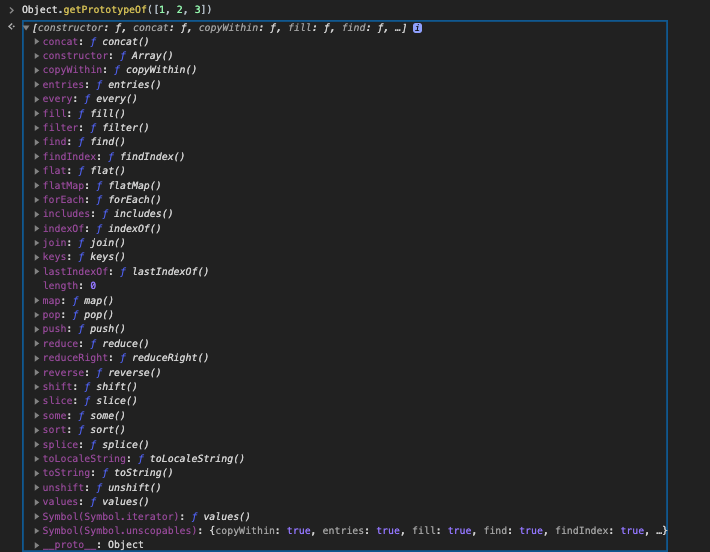 Object.getPrototypeOf([1, 2, 3])
[constructor: ƒ, concat: ƒ, copyWithin: ƒ, fill: ƒ, find: ƒ, …] i
concat: ƒ concat()
constructor: ƒ Array()
copyWithin: ƒ copyWithin()
entries: ƒ entries()
every: ƒ every()
fill: ƒ fill()
filter: ƒ filter()
find: ƒ find()
findIndex: ƒ findIndex()
flat: ƒ flat()
flatMap: ƒ flatMap()
forEach: ƒ forEach()
includes: ƒ includes()
indexOf: ƒ indexOf()
join: ƒ join()
keys: ƒ keys()
lastIndexOf: ƒ lastIndexOf()
length: 0
map: ƒ map()
pop: ƒ pop()
push: ƒ push()
reduce: ƒ reduce()
reduceRight: ƒ reduceRight()
reverse: ƒ reverse()
shift: ƒ shift()
slice: ƒ slice()
some: ƒ some()
sort: ƒ sort()
splice: ƒ splice()
toLocaleString: ƒ toLocaleString()
toString: ƒ toString()
unshift: ƒ unshift()
values: ƒ values()
Symbol(Symbol.iterator): ƒ values()
Symbol(Symbol.unscopables): {copyWithin: true, entries: true, fill: true, find: true, findIndex: true, …}
__proto__: Object